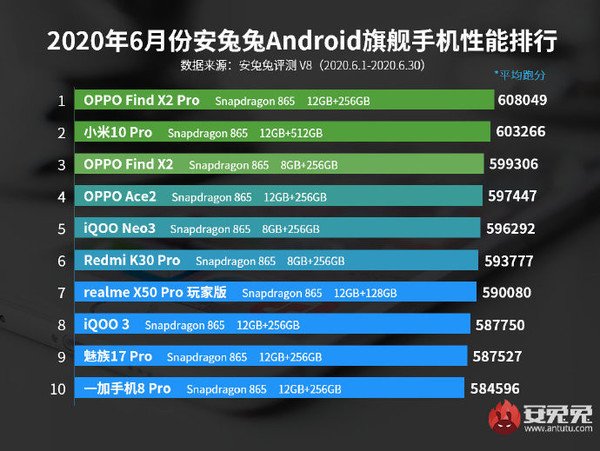 2020年6月份安兔兔Android旗舰手机性能排行
数据来源：安兔兔评测 V8（2020.6.1-2020.6.30）
*平均跑分
1 OPPO Find X2 Pro Snapdragon 865 12GB+256GB 608049
2 小米10 Pro Snapdragon 865 12GB+512GB 603266
3 OPPO Find X2 Snapdragon 865 8GB+256GB 599306
4 OPPO Ace2 Snapdragon 865 12GB+256GB 597447
5 iQOO Neo3 Snapdragon 865 8GB+256GB 596292
6 Redmi K30 Pro Snapdragon 865 8GB+256GB 593777
7 realme X50 Pro 玩家版 Snapdragon 865 12GB+128GB 590080
8 iQOO 3 Snapdragon 865 12GB+256GB 587750
9 魅族17 Pro Snapdragon 865 12GB+256GB 587527
10 一加手机8 Pro Snapdragon 865 12GB+256GB 584596
安兔兔
www.antutu.com